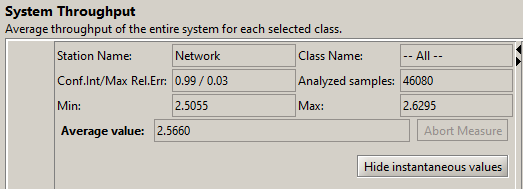 System Throughput
Average throughput of the entire system for each selected class.
Station Name: Network Class Name: -- All --
Conf.Int/Max Rel.Err: 0.99 / 0.03 Analyzed samples: 46080
Min: 2.5055 Max: 2.6295
Average value: 2.5660 Abort Measure
Hide instantaneous values